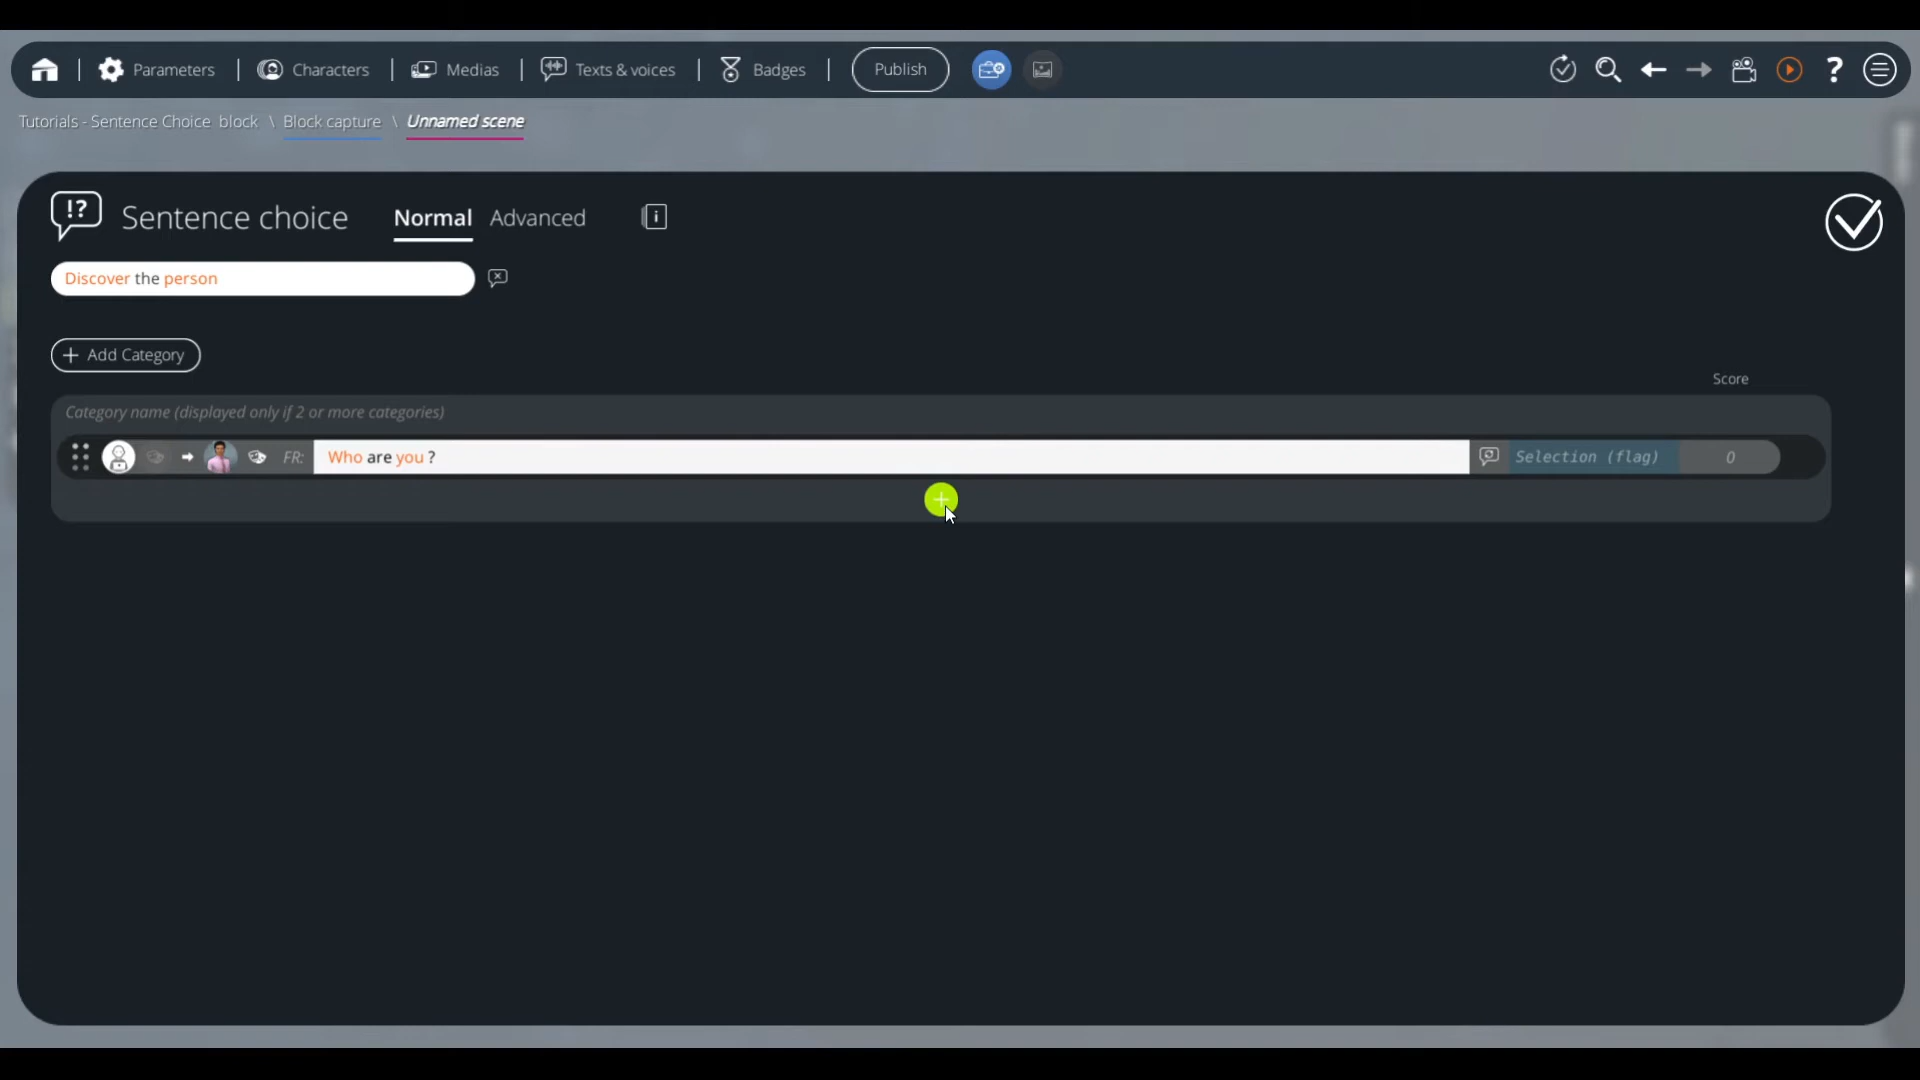 Parameters | Characters | Medias | Texts & voices | Badges | Publish ?
Tutorials - Sentence Choice block \ Block capture \ Unnamed scene
!? Sentence choice Normal Advanced i
Discover the person
+ Add Category
Score
Category name (displayed only if 2 or more categories)
FR: Who are you ? Selection (flag) 0